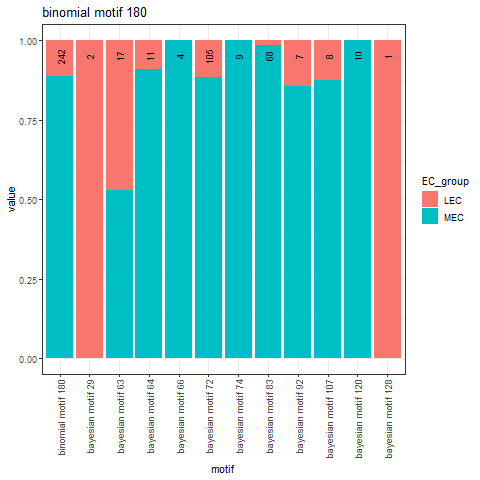 binomial motif 180
1.00
0.75
0.50
0.25
0.00
value
242
2
17
11
4
105
9
68
7
8
10
1
binomial motif 180
bayesian motif 29
bayesian motif 63
bayesian motif 64
bayesian motif 66
bayesian motif 72
bayesian motif 74
bayesian motif 83
bayesian motif 92
bayesian motif 107
bayesian motif 120
bayesian motif 128
motif
EC_group
LEC
MEC